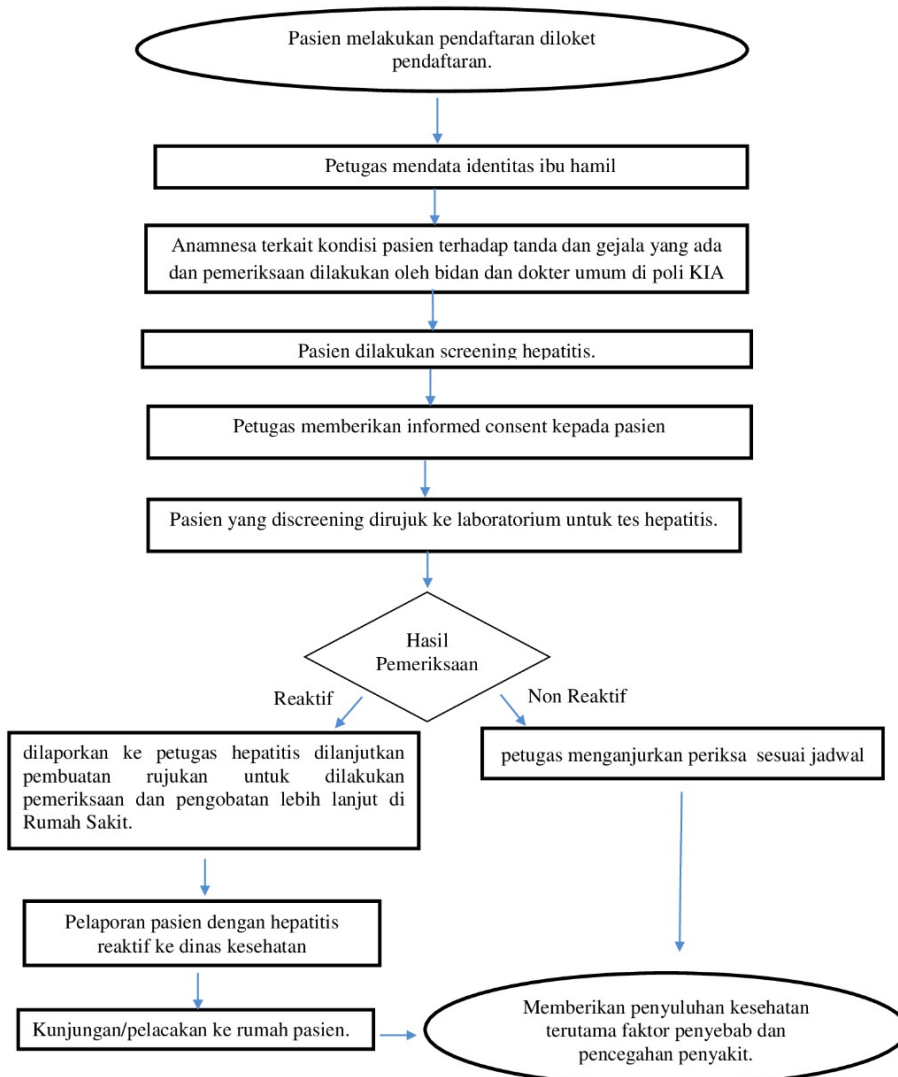 Pasien melakukan pendaftaran diloket
pendaftaran.
Petugas mendata identitas ibu hamil
Anamnesa terkait kondisi pasien terhadap tanda dan gejala yang ada
dan pemeriksaan dilakukan oleh bidan dan dokter umum di poli KIA
Pasien dilakukan screening hepatitis.
Petugas memberikan informed consent kepada pasien
Pasien yang discreening dirujuk ke laboratorium untuk tes hepatitis.
Hasil
Pemeriksaan
Reaktif
Non Reaktif
dilaporkan ke petugas hepatitis dilanjutkan
pembuatan rujukan untuk dilakukan
pemeriksaan dan pengobatan lebih lanjut di
Rumah Sakit.
petugas menganjurkan periksa sesuai jadwal
Pelaporan pasien dengan hepatitis
reaktif ke dinas kesehatan
Kunjungan/pelacakan ke rumah pasien.
Memberikan penyuluhan kesehatan
terutama faktor penyebab dan
pencegahan penyakit.